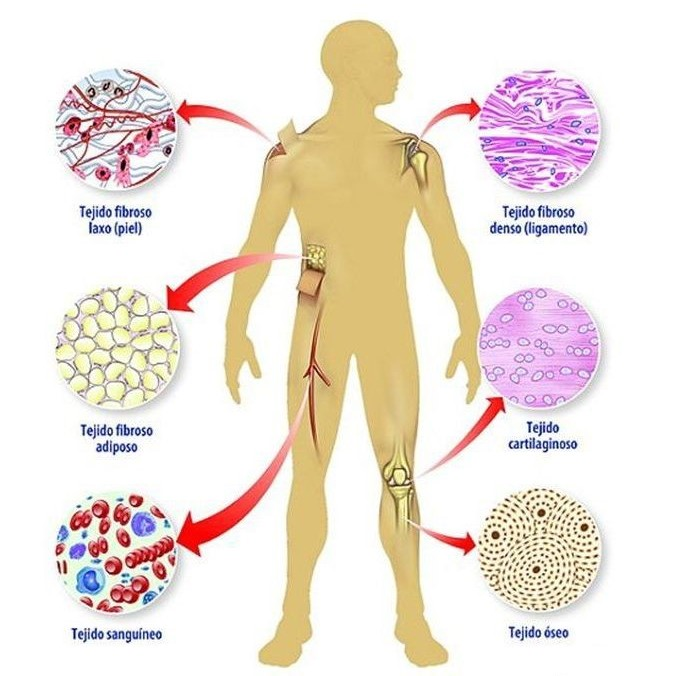 Tejido fibroso
laxo (piel)
Tejido fibroso
denso (ligamento)
Tejido fibroso
adiposo
Tejido
cartilaginoso
Tejido sanguíneo
Tejido óseo